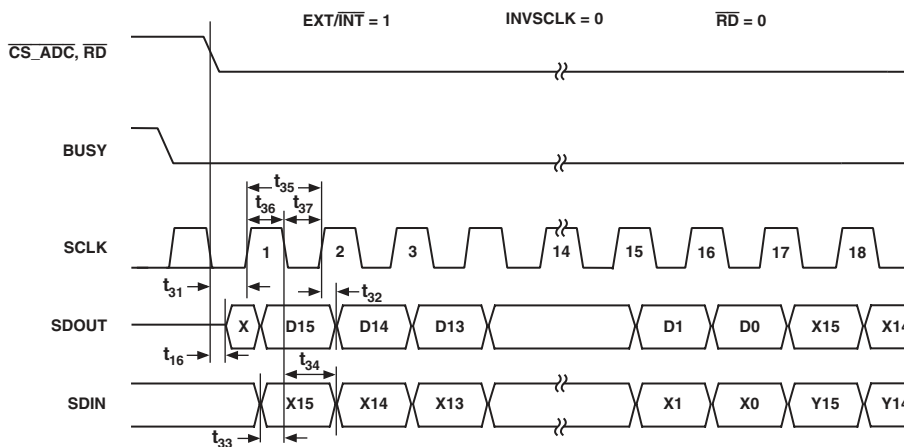 EXT/INT = 1 INVSCLK = 0 RD = 0
CS_ADC, RD
BUSY
t35
t36 t37
SCLK 1 2 3 14 15 16 17 18
t31 t32
SDOUT X D15 D14 D13 D1 D0 X15 X14
t16 t34
SDIN X15 X14 X13 X1 X0 Y15 Y14
t33